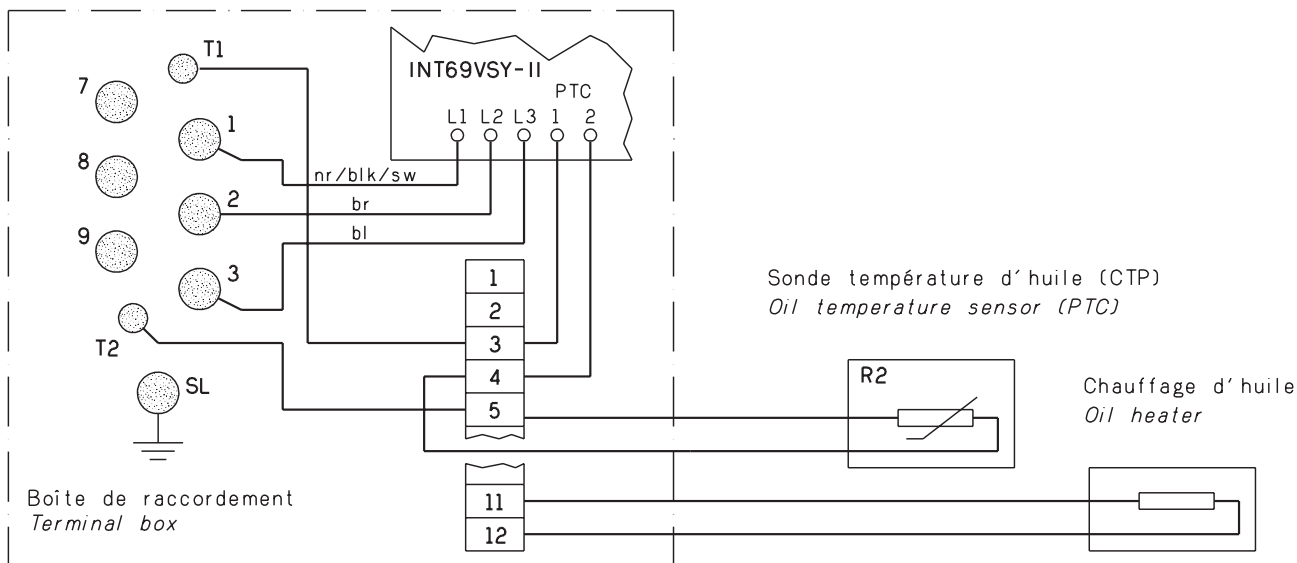 T1
INT69VSY-II
PTC
L1 L2 L3 1 2
7
1
8
nr/blk/sw
2
br
9
bl
3
1
2
T2
3
4
5
SL
Sonde température d'huile (CTP)
Oil temperature sensor (PTC)
R2
Chauffage d'huile
Oil heater
Boîte de raccordement
Terminal box
11
12